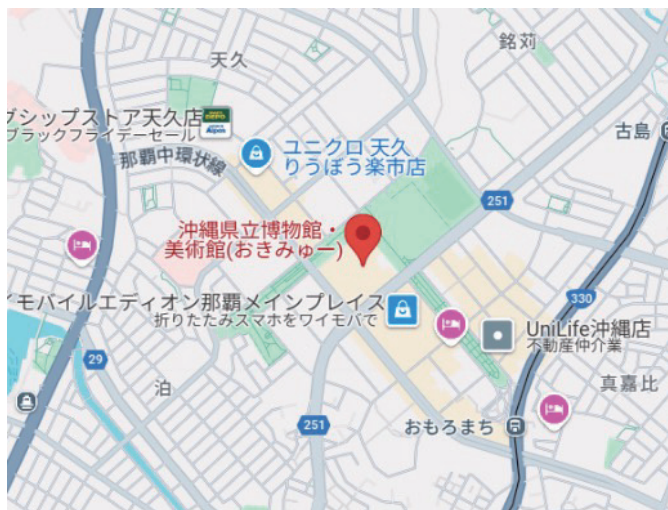 銘苅
天久
グシップストア天久店
ブラックフライデーセール
nepo
Alpen
古島
ユニクロ 天久
りうぼう楽市店
那覇中環状線
251
沖縄県立博物館・
美術館(おきみゅー)
イモバイルエディオン那覇メインプレイス
折りたたみスマホをワイモバで
330
UniLife沖縄店
不動産仲介業
29
泊
真嘉比
251
おもろまち